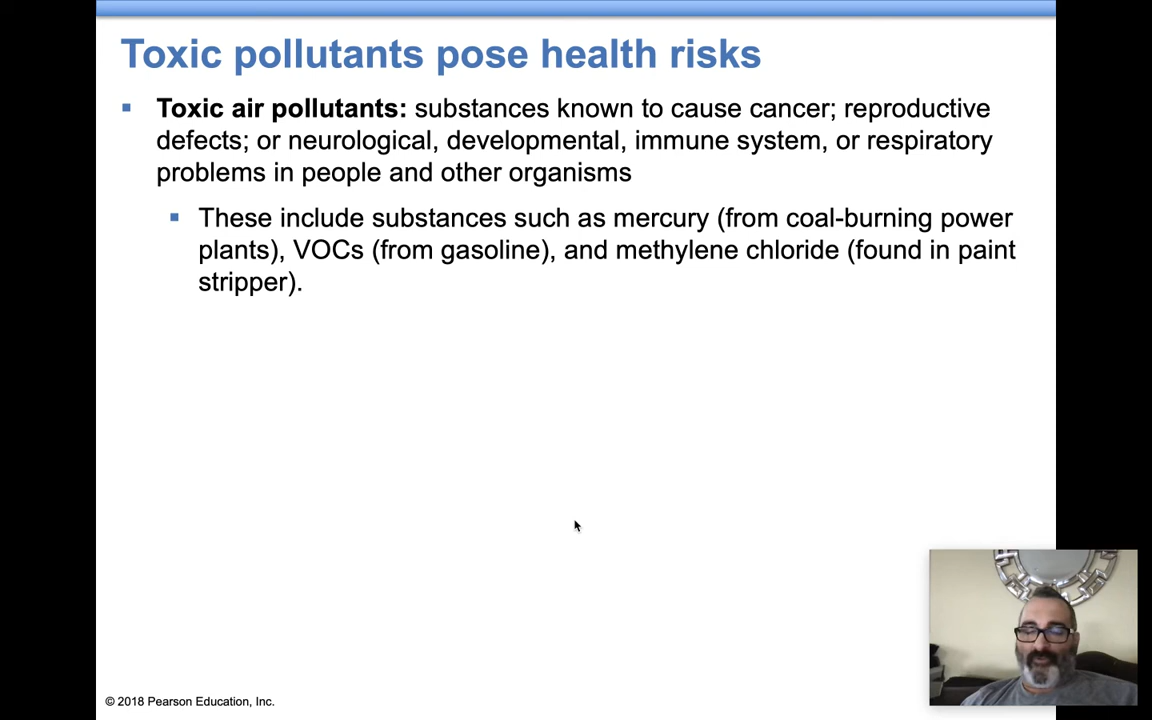 Toxic pollutants pose health risks
▪ Toxic air pollutants: substances known to cause cancer; reproductive
defects; or neurological, developmental, immune system, or respiratory
problems in people and other organisms
▪ These include substances such as mercury (from coal-burning power
plants), VOCs (from gasoline), and methylene chloride (found in paint
stripper).
© 2018 Pearson Education, Inc.